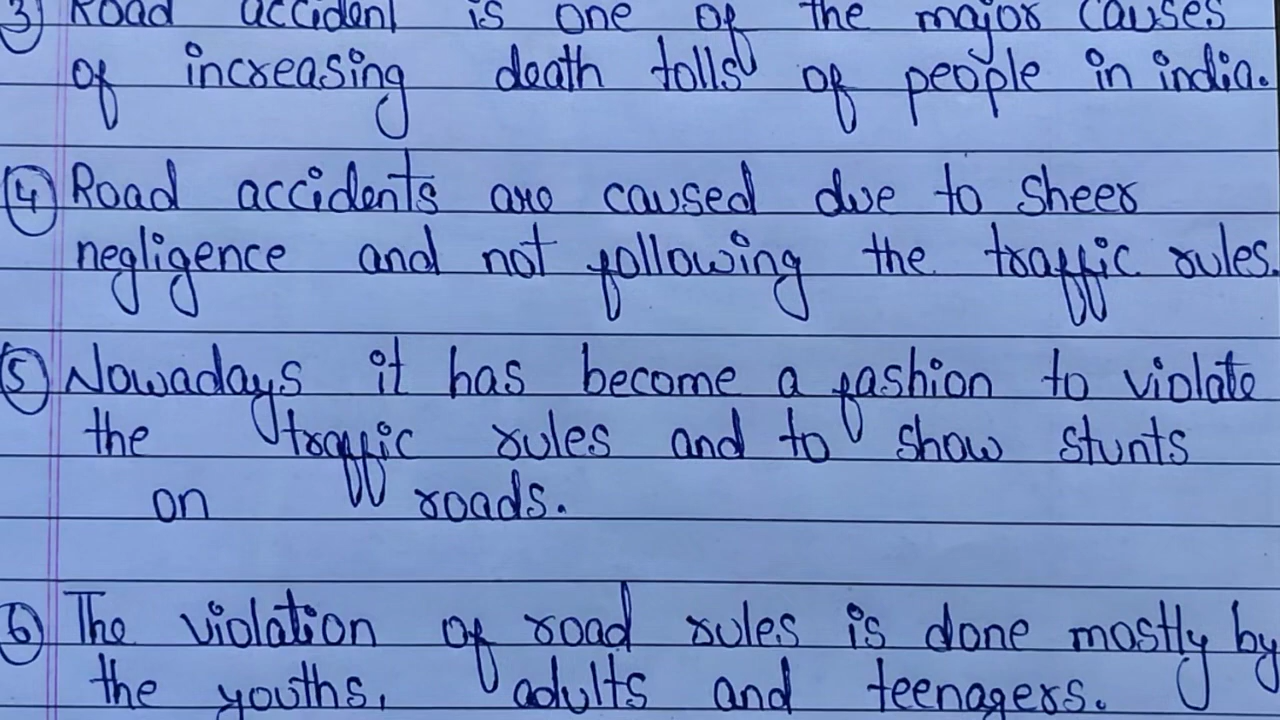 3) Road accident is one of the major causes
of increasing death tolls of people in india.
4) Road accidents are caused due to sheer
negligence and not following the traffic rules.
5) Nowadays it has become a fashion to violate
the traffic rules and to show stunts
on roads.
6) The violation of road rules is done mostly by
the youths, adults and teenagers.